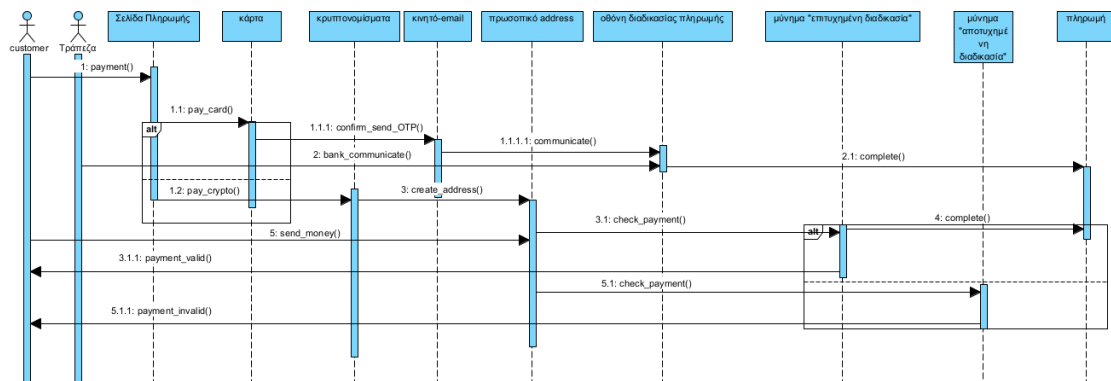 customer
Τράπεζα
Σελίδα Πληρωμής
κάρτα
κρυπτονομίσματα
κινητό-email
πρωσοπικό address
οθόνη διαδικασίας πληρωμής
μύνημα "επιτυχημένη διαδικασία"
μύνημα
"αποτυχημέ
νη
διαδικασία"
πληρωμή
1: payment()
1.1: pay_card()
alt
1.1.1: confirm_send_OTP()
1.1.1.1: communicate()
2: bank_communicate()
2.1: complete()
1.2: pay_crypto()
3: create_address()
3.1: check_payment()
4: complete()
alt
5: send_money()
3.1.1: payment_valid()
5.1: check_payment()
5.1.1: payment_invalid()